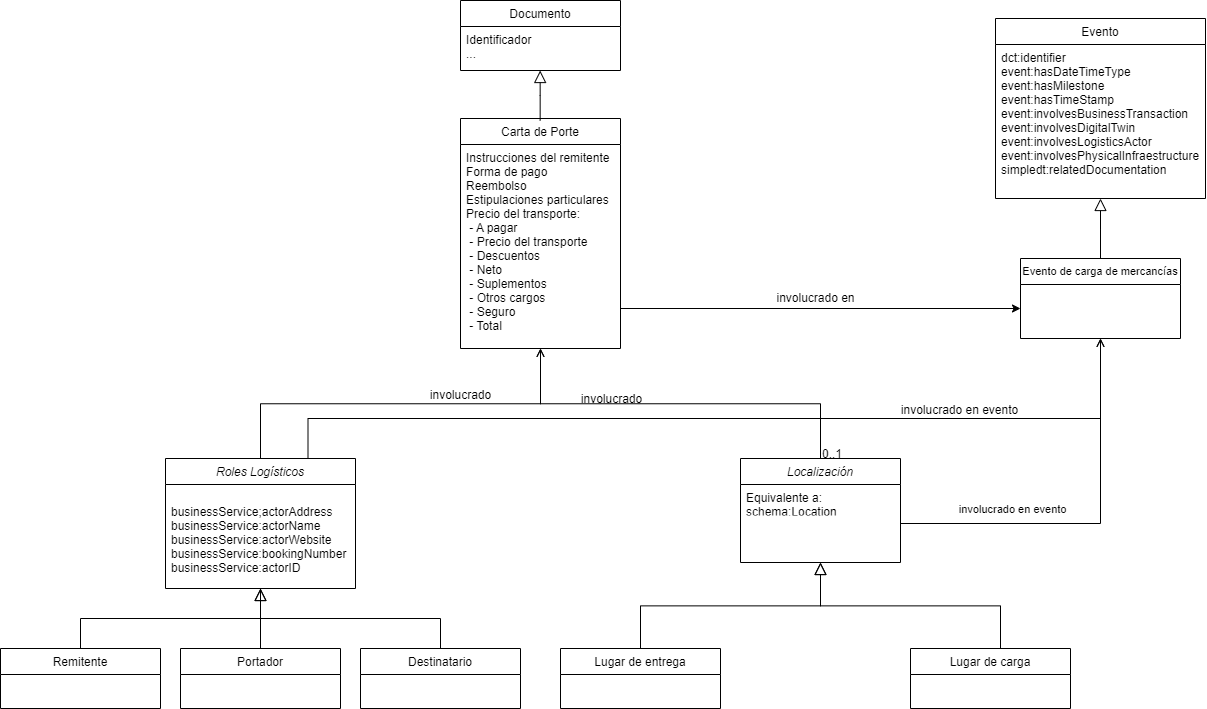 Documento
Identificador
...
Evento
dct:identifier
event:hasDateTimeType
event:hasMilestone
event:hasTimeStamp
event:involvesBusinessTransaction
event:involvesDigitalTwin
event:involvesLogisticsActor
event:involvesPhysicalInfraestructure
simpledt:relatedDocumentation
Carta de Porte
Instrucciones del remitente
Forma de pago
Reembolso
Estipulaciones particulares
Precio del transporte:
- A pagar
- Precio del transporte
- Descuentos
- Neto
- Suplementos
- Otros cargos
- Seguro
- Total
Evento de carga de mercancías
involucrado en
involucrado
involucrado
involucrado en evento
0..1
Roles Logísticos
businessService;actorAddress
businessService:actorName
businessService:actorWebsite
businessService:bookingNumber
businessService:actorID
Localización
Equivalente a:
schema:Location
involucrado en evento
Remitente
Portador
Destinatario
Lugar de entrega
Lugar de carga